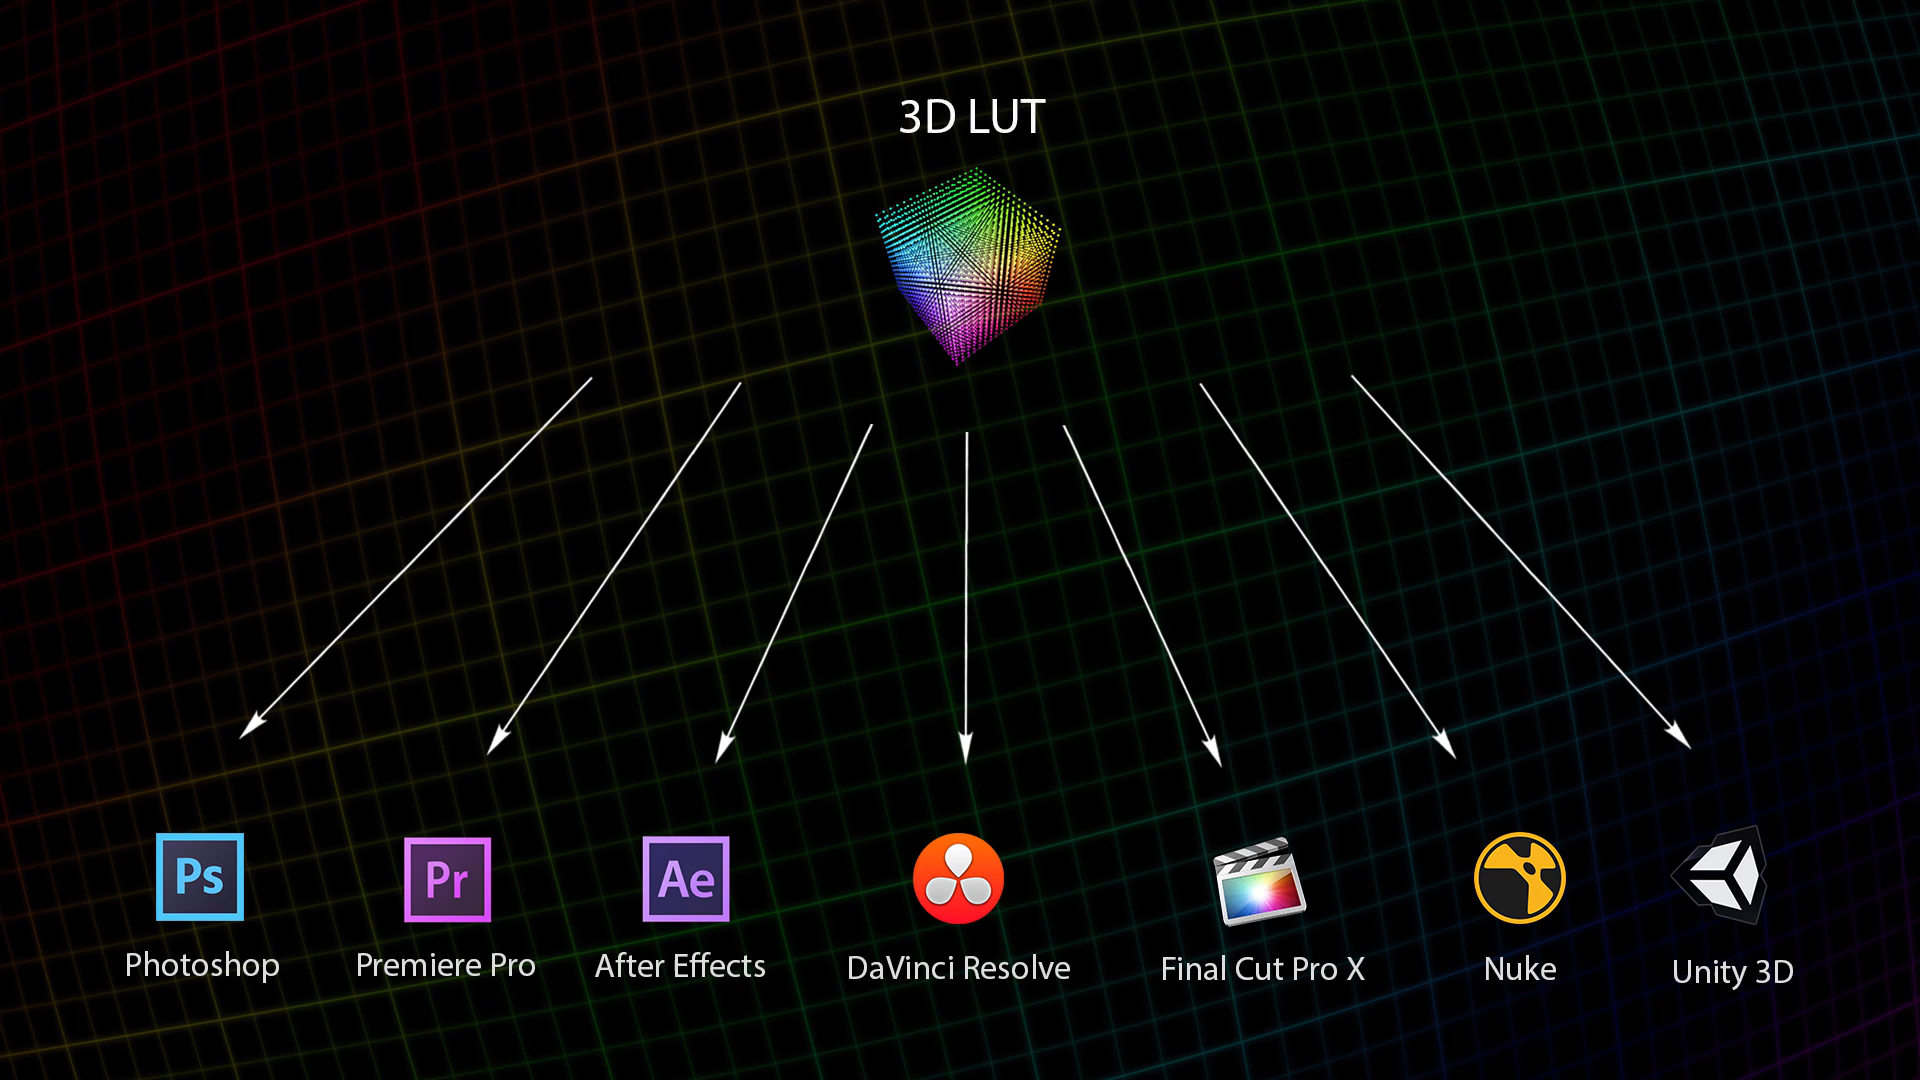 3D LUT
Ps
Pr
Ae
Photoshop
Premiere Pro
After Effects
DaVinci Resolve
Final Cut Pro X
Nuke
Unity 3D